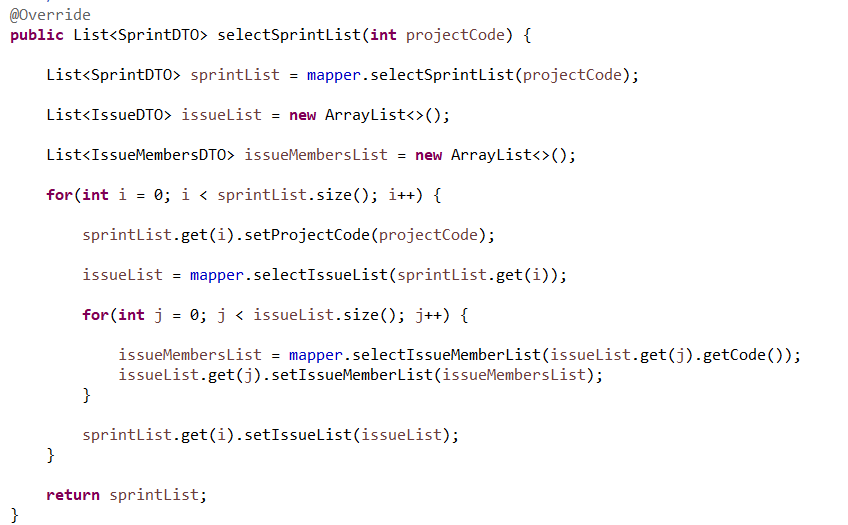 @Override
public List<SprintDTO> selectSprintList(int projectCode) {
List<SprintDTO> sprintList = mapper.selectSprintList(projectCode);
List<IssueDTO> issueList = new ArrayList<>();
List<IssueMembersDTO> issueMembersList = new ArrayList<>();
for(int i = 0; i < sprintList.size(); i++) {
sprintList.get(i).setProjectCode(projectCode);
issueList = mapper.selectIssueList(sprintList.get(i));
for(int j = 0; j < issueList.size(); j++) {
issueMembersList = mapper.selectIssueMemberList(issueList.get(j).getCode());
issueList.get(j).setIssueMemberList(issueMembersList);
}
sprintList.get(i).setIssueList(issueList);
}
return sprintList;
}